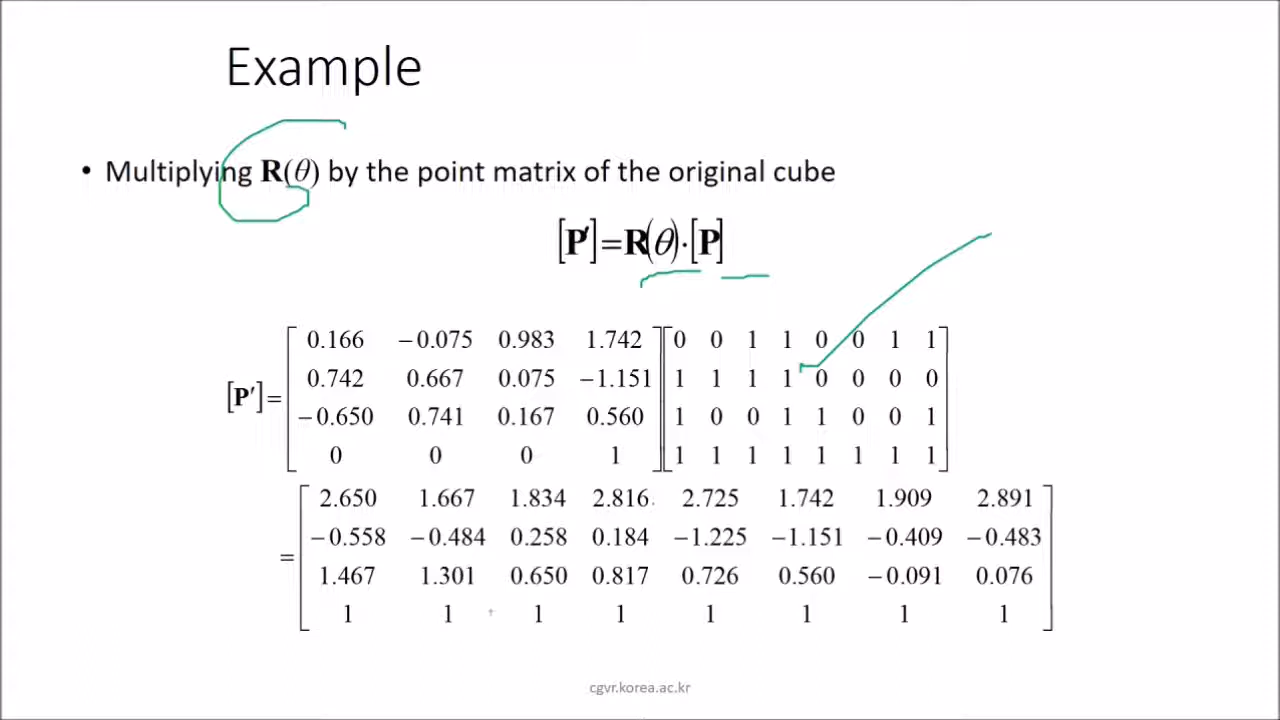 Example
• Multiplying R(θ) by the point matrix of the original cube
[P′]=R(θ)·[P]
0.166 −0.075 0.983 1.742 0 0 1 1 0 0 1 1
0.742 0.667 0.075 −1.151 1 1 1 1 0 0 0 0
[P′]=
−0.650 0.741 0.167 0.560 1 0 0 1 1 0 0 1
0 0 0 1 1 1 1 1 1 1 1 1
2.650 1.667 1.834 2.816 2.725 1.742 1.909 2.891
−0.558 −0.484 0.258 0.184 −1.225 −1.151 −0.409 −0.483
=
1.467 1.301 0.650 0.817 0.726 0.560 −0.091 0.076
1 1 1 1 1 1 1 1
cgvr.korea.ac.kr